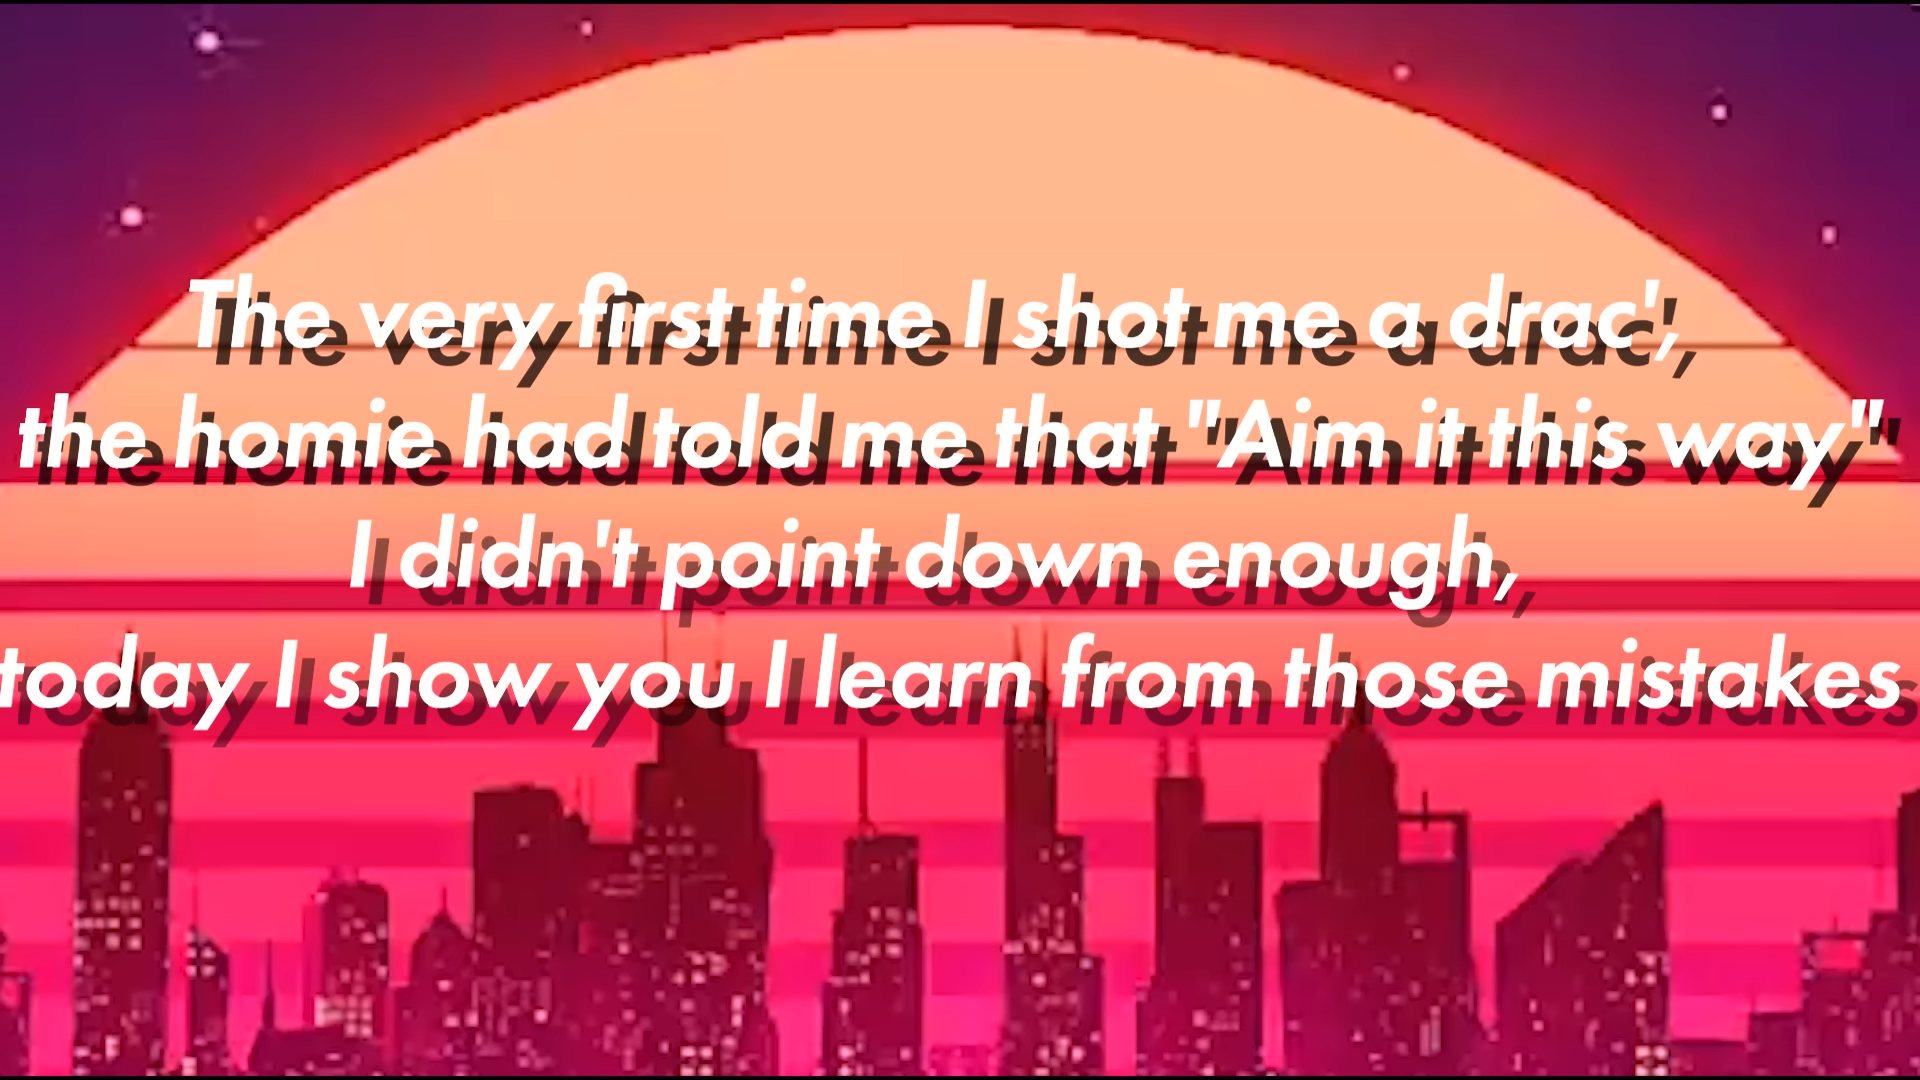 The very first time I shot me a drac',
the homie had told me that "Aim it this way"
I didn't point down enough,
today I show you I learn from those mistakes